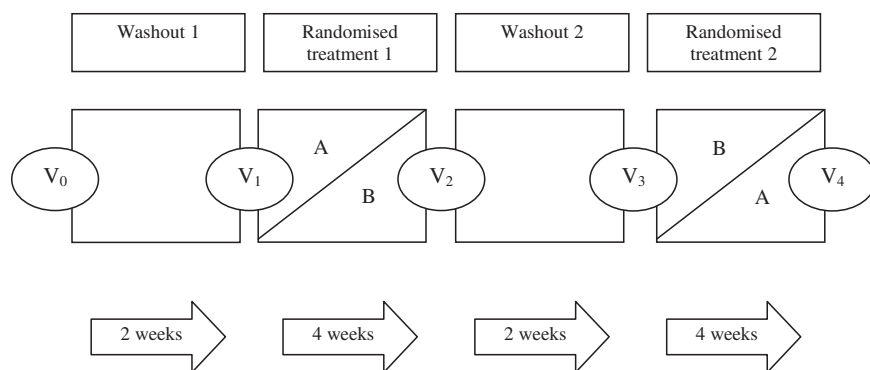 Washout 1
Randomised
treatment 1
Washout 2
Randomised
treatment 2
V₀
V₁
A
B
V₂
V₃
B
A
V₄
2 weeks
4 weeks
2 weeks
4 weeks